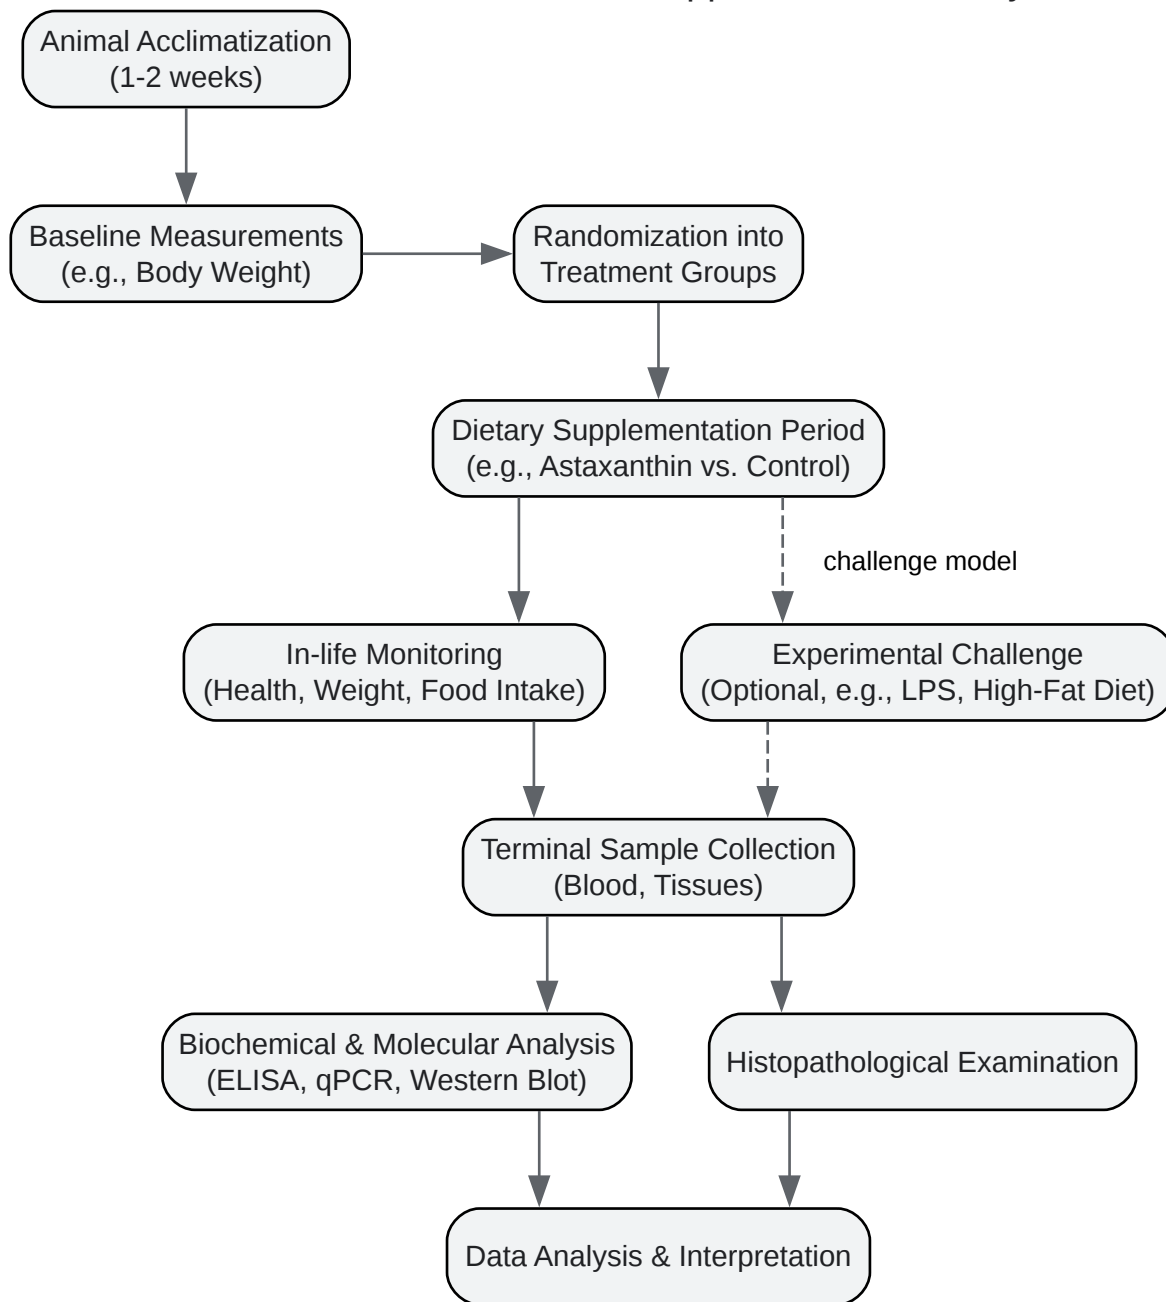 Animal Acclimatization
(1-2 weeks)
Baseline Measurements
(e.g., Body Weight)
Randomization into
Treatment Groups
Dietary Supplementation Period
(e.g., Astaxanthin vs. Control)
challenge model
In-life Monitoring
(Health, Weight, Food Intake)
Experimental Challenge
(Optional, e.g., LPS, High-Fat Diet)
Terminal Sample Collection
(Blood, Tissues)
Biochemical & Molecular Analysis
(ELISA, qPCR, Western Blot)
Histopathological Examination
Data Analysis & Interpretation